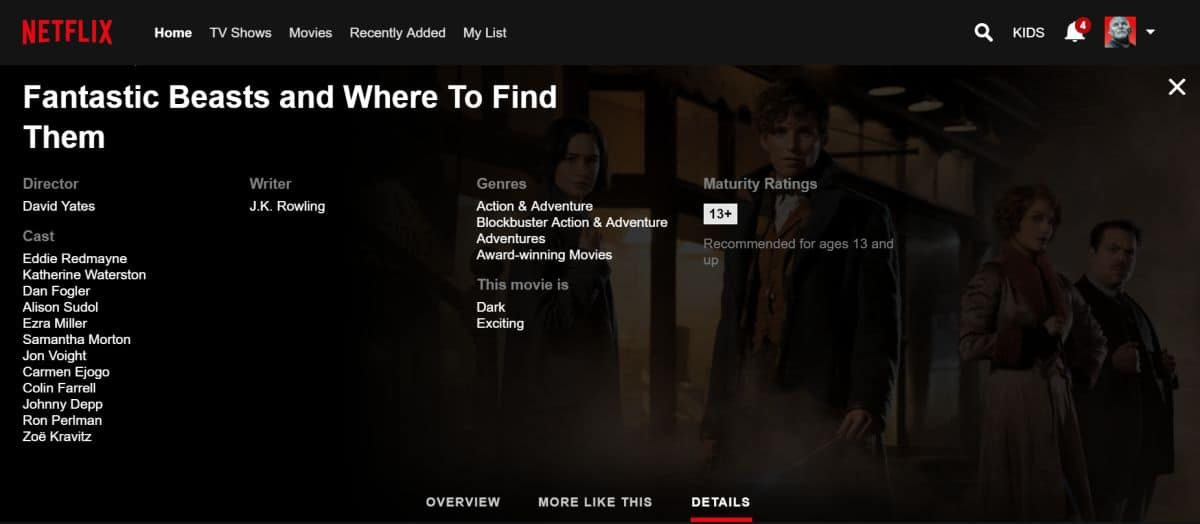 NETFLIX
Home TV Shows Movies Recently Added My List
KIDS
4
Fantastic Beasts and Where To Find
Them
Director
David Yates
Cast
Eddie Redmayne
Katherine Waterston
Dan Fogler
Alison Sudol
Ezra Miller
Samantha Morton
Jon Voight
Carmen Ejogo
Colin Farrell
Johnny Depp
Ron Perlman
Zoë Kravitz
Writer
J.K. Rowling
Genres
Action & Adventure
Blockbuster Action & Adventure
Adventures
Award-winning Movies
This movie is
Dark
Exciting
Maturity Ratings
13+
Recommended for ages 13 and
up
OVERVIEW MORE LIKE THIS DETAILS